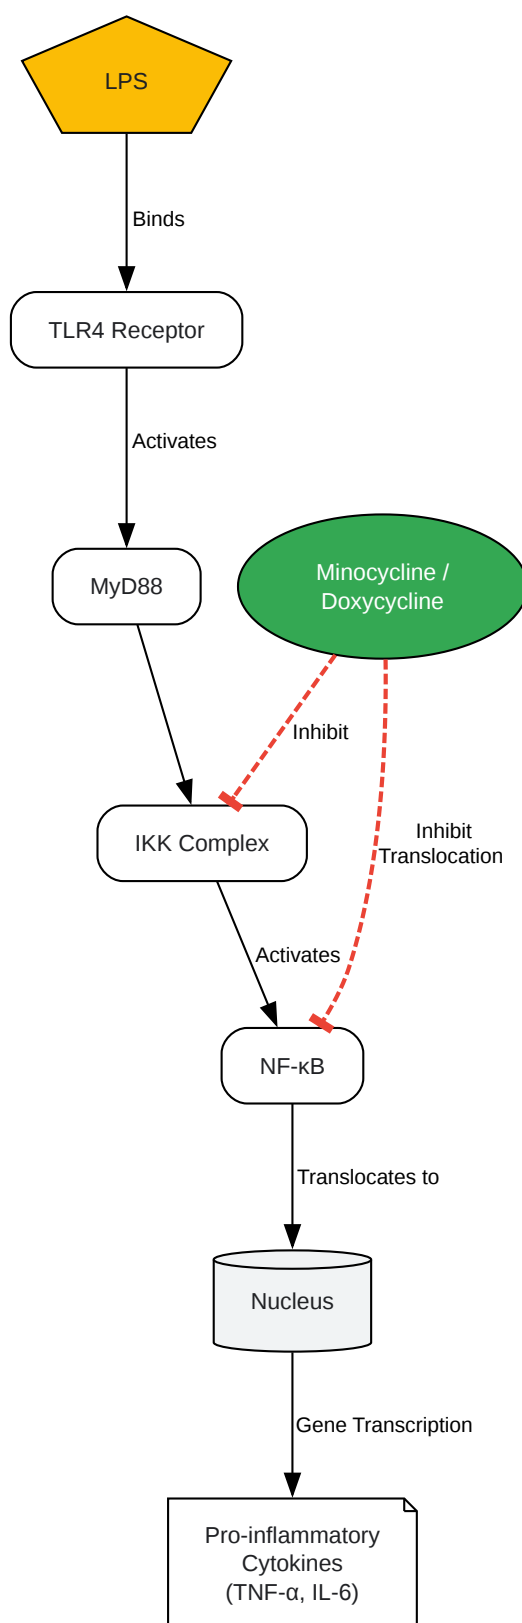 LPS
Binds
TLR4 Receptor
Activates
MyD88
Minocycline /
Doxycycline
Inhibit
IKK Complex
Inhibit
Translocation
Activates
NF-κB
Translocates to
Nucleus
Gene Transcription
Pro-inflammatory
Cytokines
(TNF-α, IL-6)